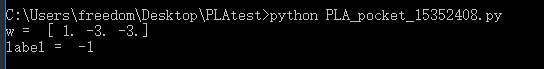 C:\Users\freedom\Desktop\PLAtest>python PLA_pocket_15352408.py
w =  [ 1. -3. -3.]
label =  -1